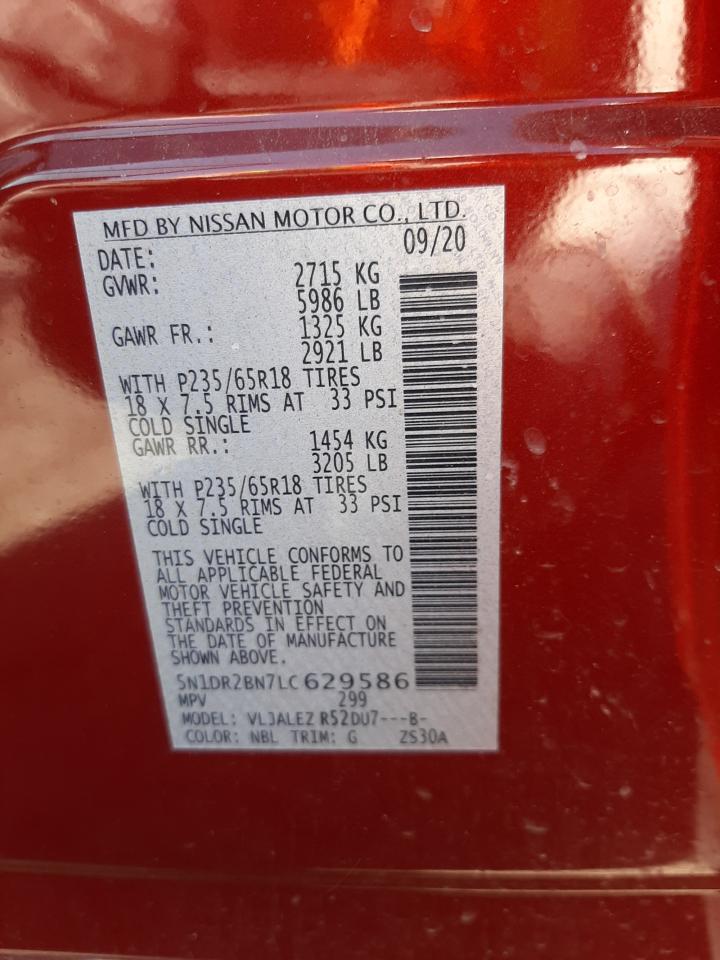 MFD BY NISSAN MOTOR CO., LTD.
DATE: 09/20
GVWR: 2715 KG
5986 LB
GAWR FR.: 1325 KG
2921 LB
WITH P235/65R18 TIRES
18 X 7.5 RIMS AT 33 PSI
COLD SINGLE
GAWR RR.: 1454 KG
3205 LB
WITH P235/65R18 TIRES
18 X 7.5 RIMS AT 33 PSI
COLD SINGLE
THIS VEHICLE CONFORMS TO
ALL APPLICABLE FEDERAL
MOTOR VEHICLE SAFETY AND
THEFT PREVENTION
STANDARDS IN EFFECT ON
THE DATE OF MANUFACTURE
SHOWN ABOVE.
5N1DR2BN7LC629586
MPV 299
MODEL: VLJALEZ R52DU7---B-
COLOR: NBL TRIM: G ZS30A